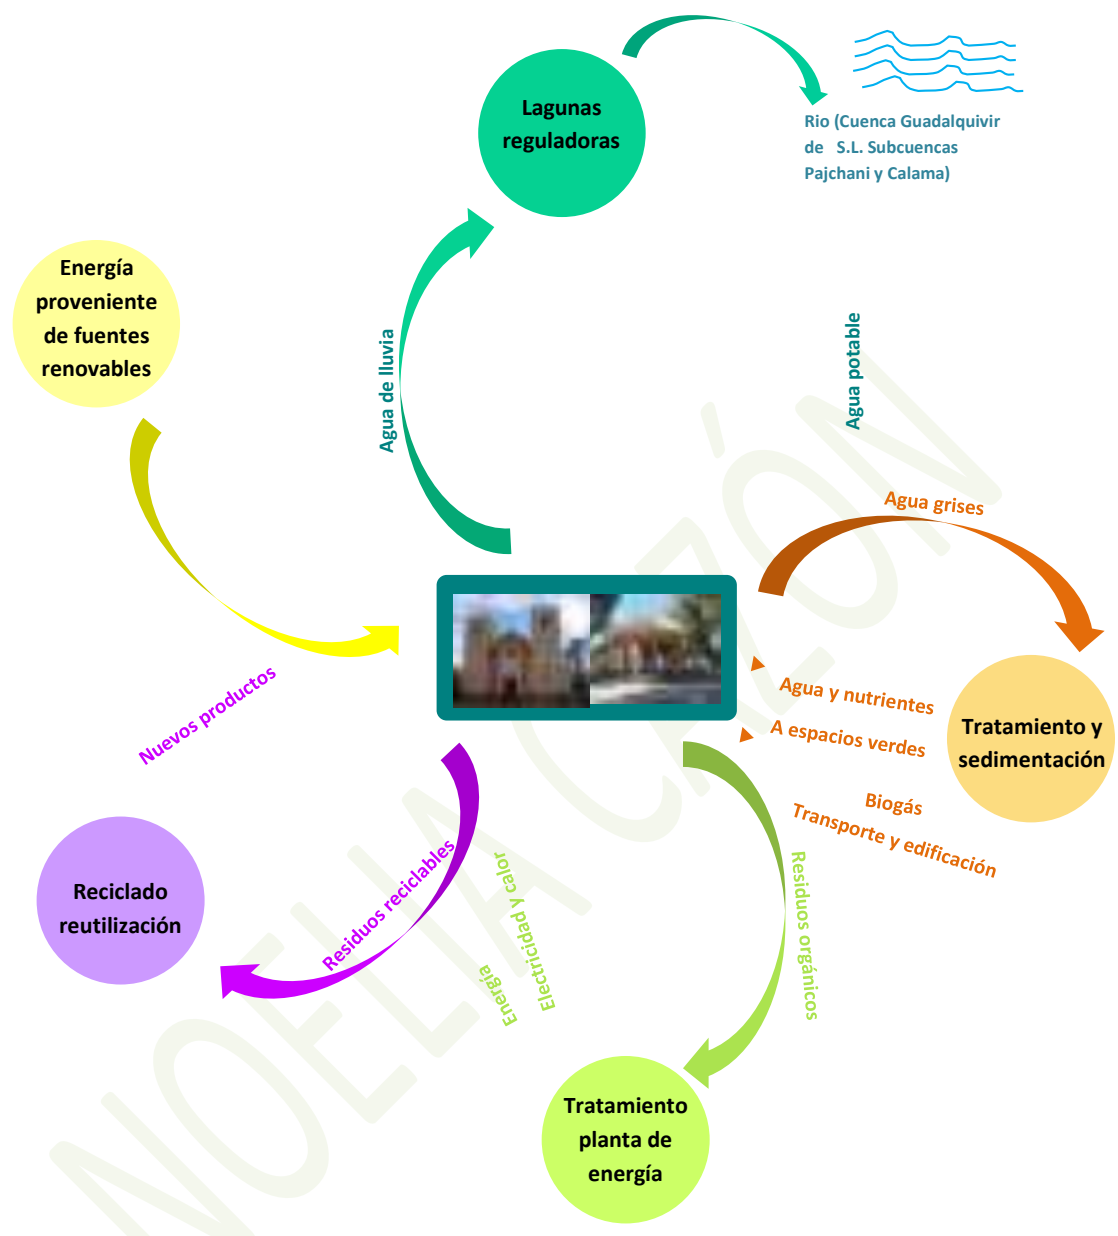 Lagunas
reguladoras
Rio (Cuenca Guadalquivir
de S.L. Subcuencas
Pajchani y Calama)
Energía
proveniente
de fuentes
renovables
Agua de lluvia
Agua potable
Agua grises
Nuevos productos
Agua y nutrientes
A espacios verdes
Tratamiento y
sedimentación
Biogás
Transporte y edificación
Reciclado
reutilización
Residuos reciclables
Electricidad y calor
Energía
Residuos orgánicos
Tratamiento
planta de
energía
NOELIA CAZÓN